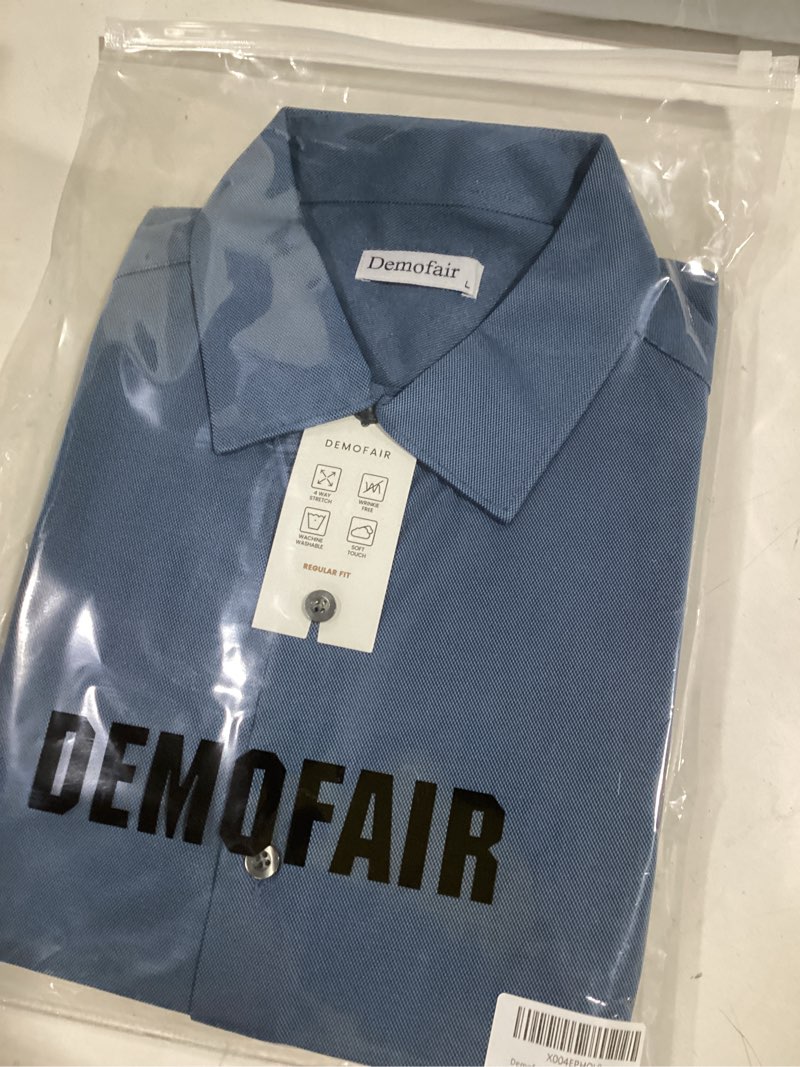 Demofair
L
DEMOFAIR
4 WAY
STRETCH
WRINKLE
FREE
MACHINE
WASHABLE
SOFT
TOUCH
REGULAR FIT
DEMOFAIR